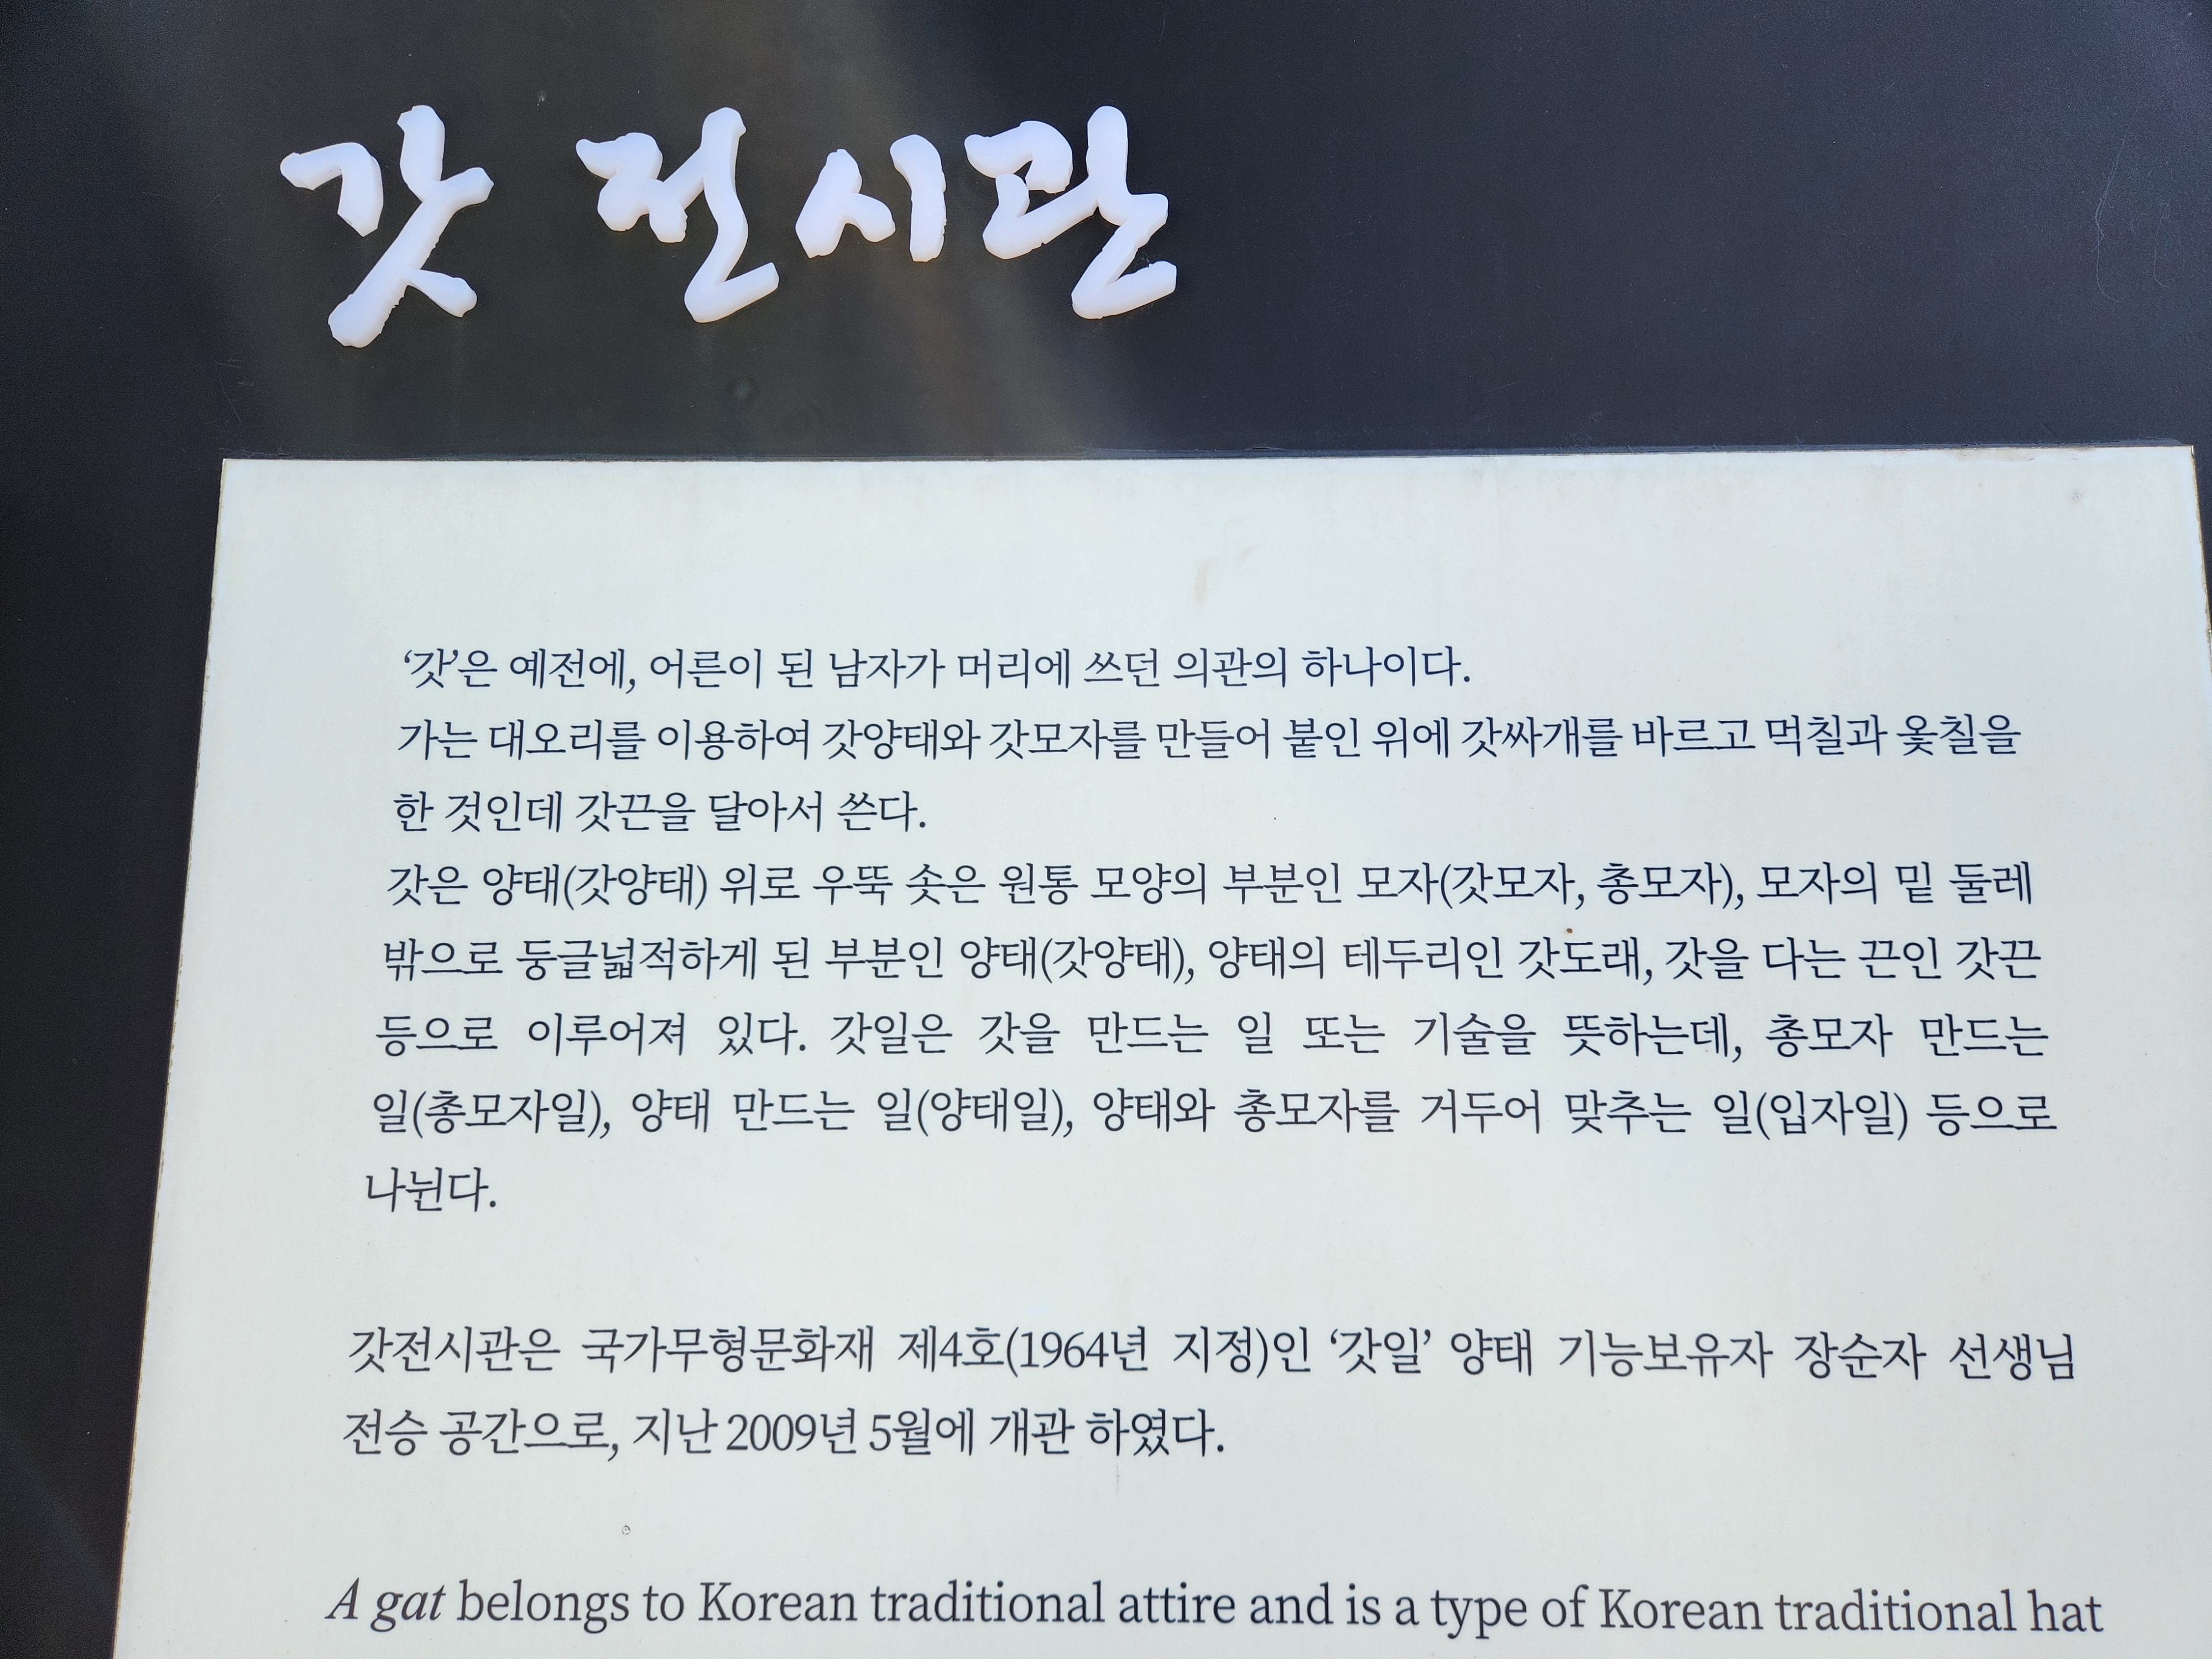 갓 전시관
‘갓’은 예전에, 어른이 된 남자가 머리에 쓰던 의관의 하나이다.
가는 대오리를 이용하여 갓양태와 갓모자를 만들어 붙인 위에 갓싸개를 바르고 먹칠과 옻칠을
한 것인데 갓끈을 달아서 쓴다.
갓은 양태(갓양태) 위로 우뚝 솟은 원통 모양의 부분인 모자(갓모자, 총모자), 모자의 밑 둘레
밖으로 둥글넓적하게 된 부분인 양태(갓양태), 양태의 테두리인 갓도래, 갓을 다는 끈인 갓끈
등으로 이루어져 있다. 갓일은 갓을 만드는 일 또는 기술을 뜻하는데, 총모자 만드는
일(총모자일), 양태 만드는 일(양태일), 양태와 총모자를 거두어 맞추는 일(입자일) 등으로
나뉜다.
갓전시관은 국가무형문화재 제4호(1964년 지정)인 ‘갓일’ 양태 기능보유자 장순자 선생님
전승 공간으로, 지난 2009년 5월에 개관 하였다.
A gat belongs to Korean traditional attire and is a type of Korean traditional hat